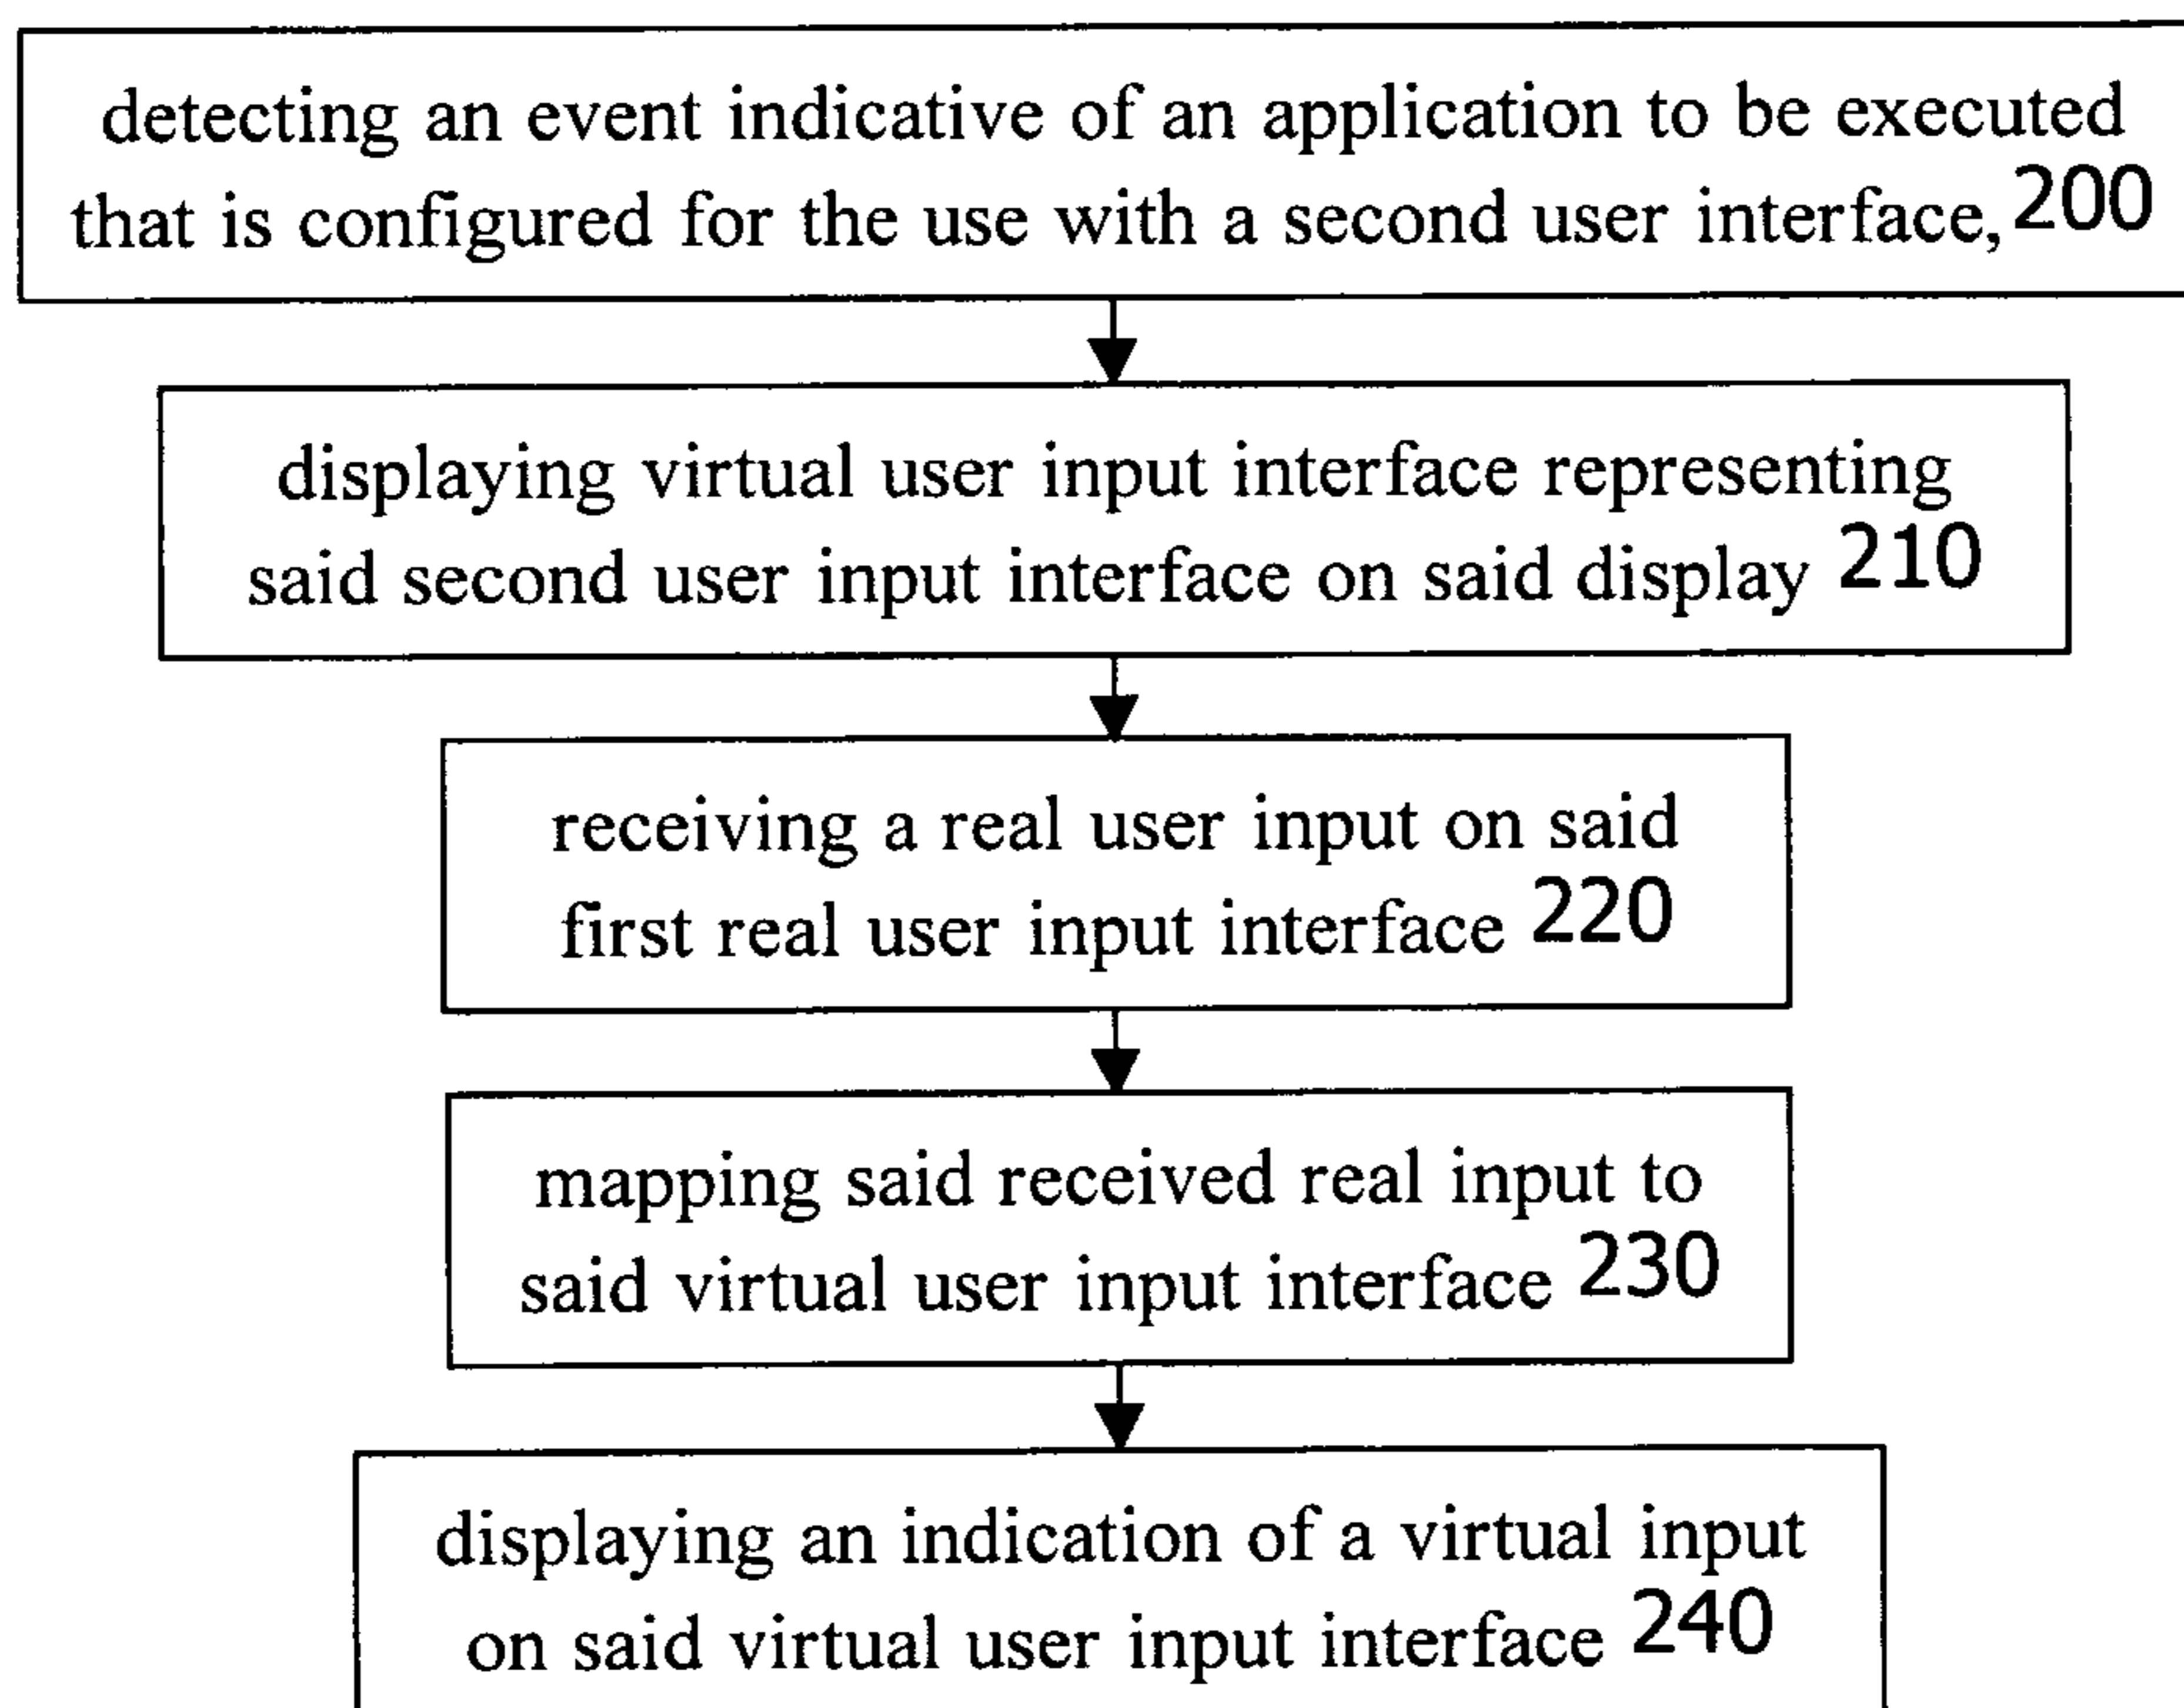 detecting an event indicative of an application to be executed
that is configured for the use with a second user interface, 200
displaying virtual user input interface representing
said second user input interface on said display 210
receiving a real user input on said
first real user input interface 220
mapping said received real input to
said virtual user input interface 230
displaying an indication of a virtual input
on said virtual user input interface 240